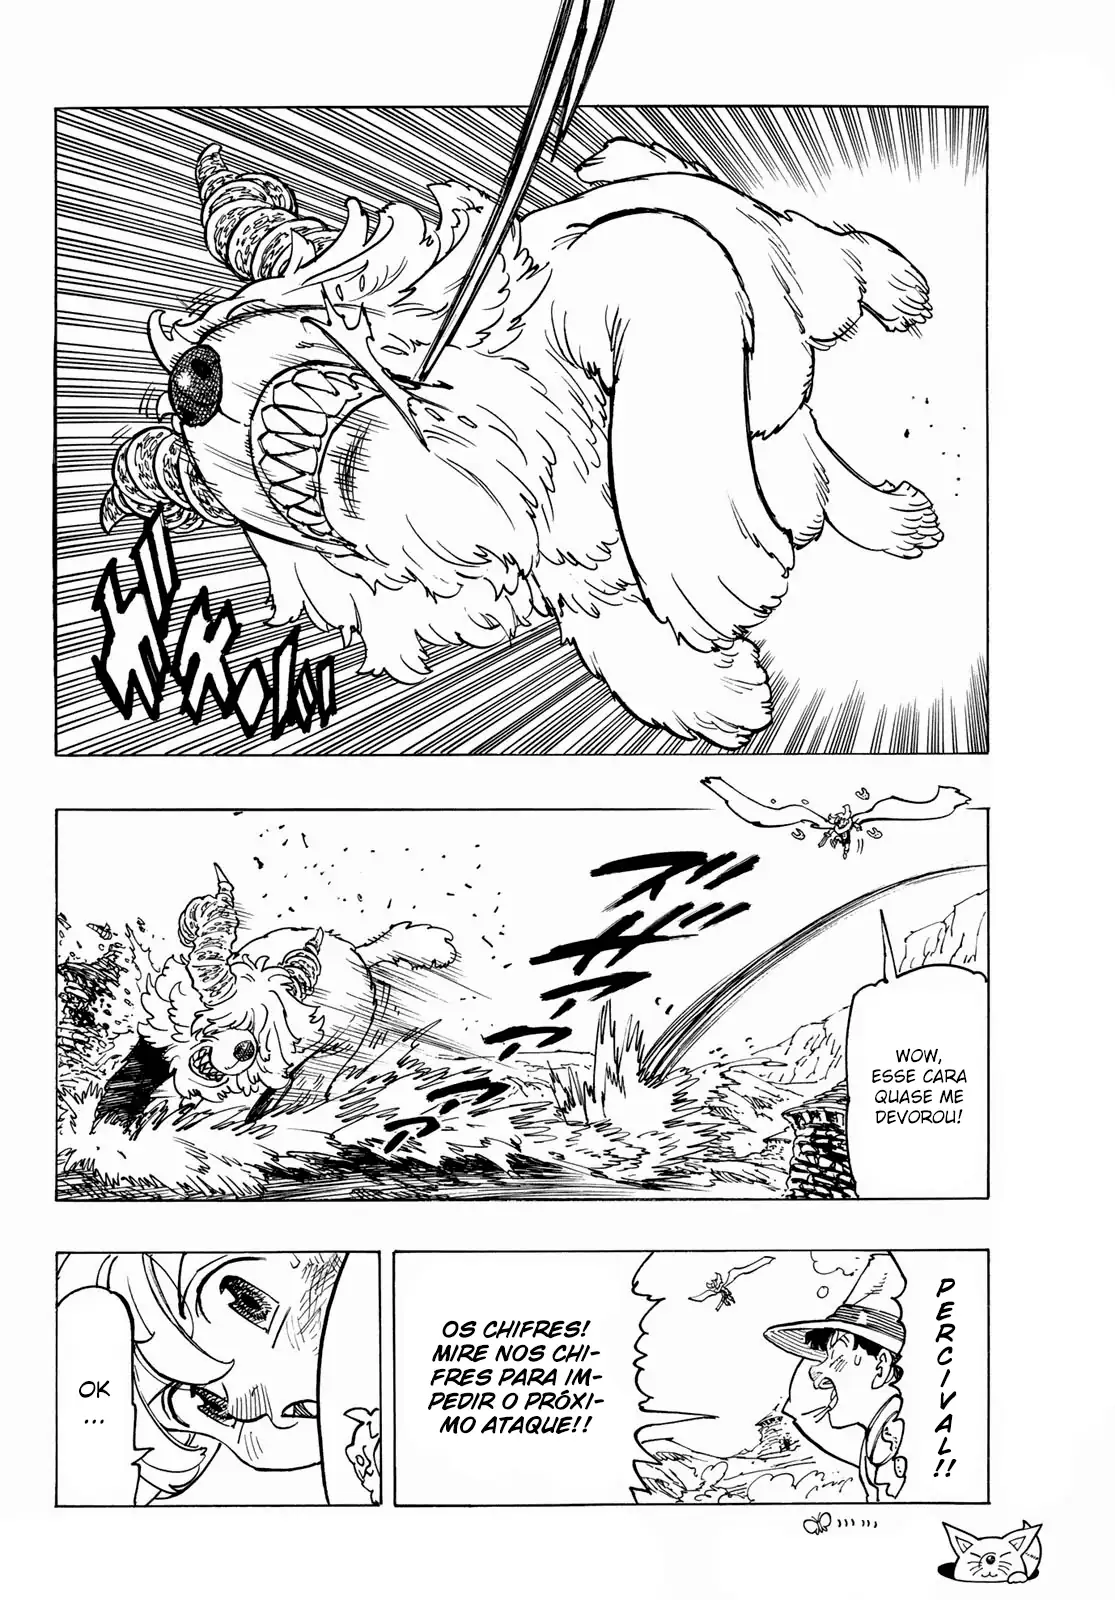 WOW,
ESSE CARA
QUASE ME
DEVOROU!
PERCIVAL!!
OS CHIFRES!
MIRE NOS CHI-
FRES PARA IM-
PEDIR O PRÓXI-
MO ATAQUE!!
OK
...